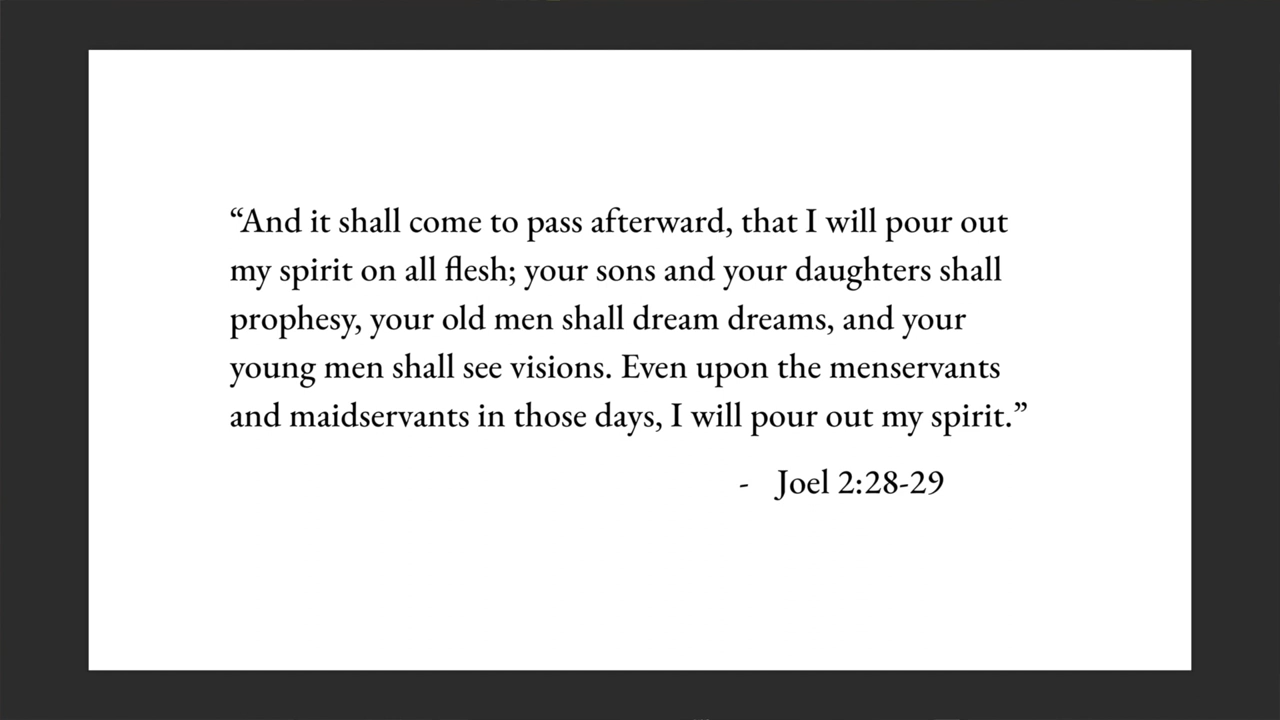 “And it shall come to pass afterward, that I will pour out
my spirit on all flesh; your sons and your daughters shall
prophesy, your old men shall dream dreams, and your
young men shall see visions. Even upon the menservants
and maidservants in those days, I will pour out my spirit.”
- Joel 2:28-29